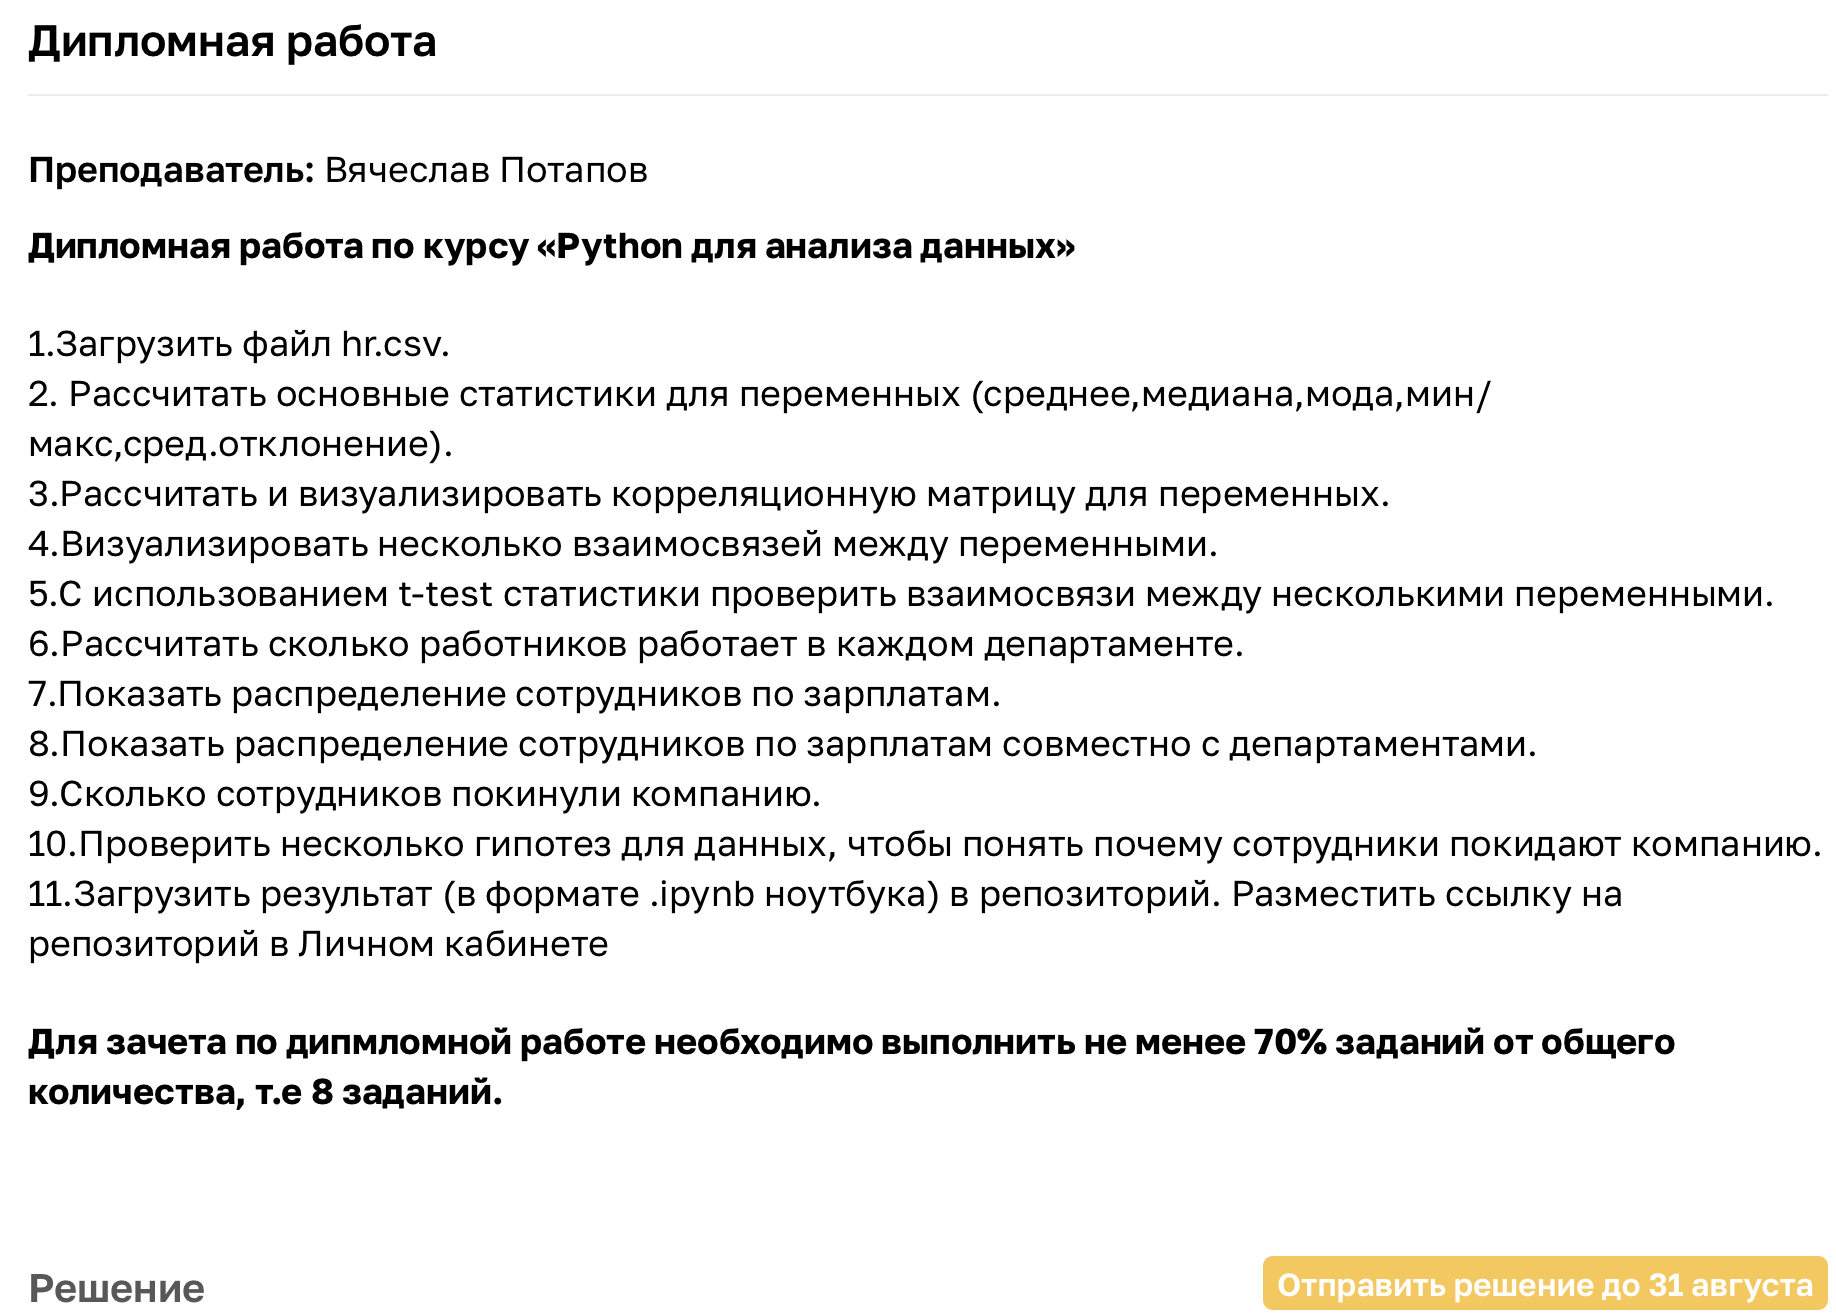 Дипломная работа
Преподаватель: Вячеслав Потапов
Дипломная работа по курсу «Python для анализа данных»
1.Загрузить файл hr.csv.
2. Рассчитать основные статистики для переменных (среднее,медиана,мода,мин/
макс,сред.отклонение).
3.Рассчитать и визуализировать корреляционную матрицу для переменных.
4.Визуализировать несколько взаимосвязей между переменными.
5.С использованием t-test статистики проверить взаимосвязи между несколькими переменными.
6.Рассчитать сколько работников работает в каждом департаменте.
7.Показать распределение сотрудников по зарплатам.
8.Показать распределение сотрудников по зарплатам совместно с департаментами.
9.Сколько сотрудников покинули компанию.
10.Проверить несколько гипотез для данных, чтобы понять почему сотрудники покидают компанию.
11.Загрузить результат (в формате .ipynb ноутбука) в репозиторий. Разместить ссылку на
репозиторий в Личном кабинете
Для зачета по дипмломной работе необходимо выполнить не менее 70% заданий от общего
количества, т.е 8 заданий.
Решение
Отправить решение до 31 августа